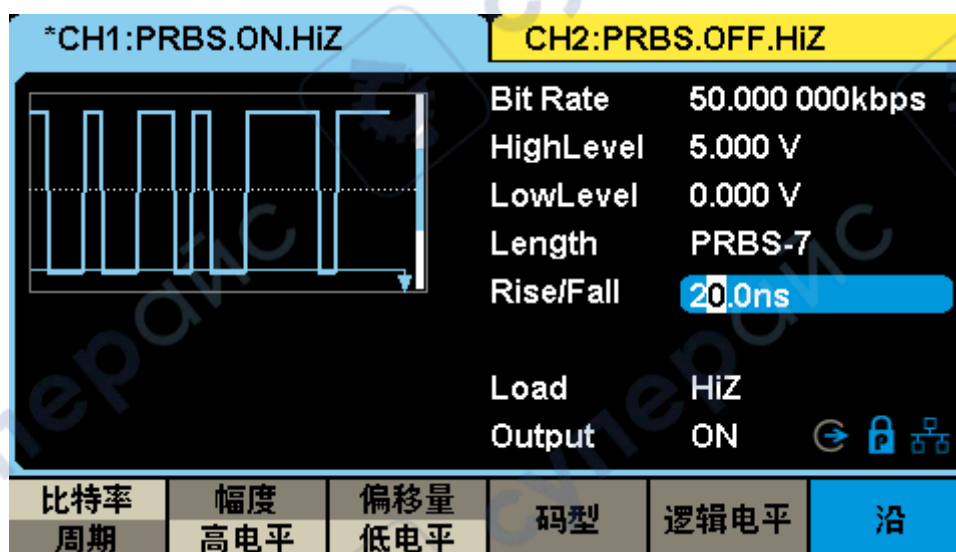 *CH1:PRBS.ON.HiZ
CH2:PRBS.OFF.HiZ
Bit Rate 50.000 000kbps
HighLevel 5.000 V
LowLevel 0.000 V
Length PRBS-7
Rise/Fall 20.0ns
Load HiZ
Output ON
P
比特率 幅度 偏移量 码型 逻辑电平 沿
周期 高电平 低电平